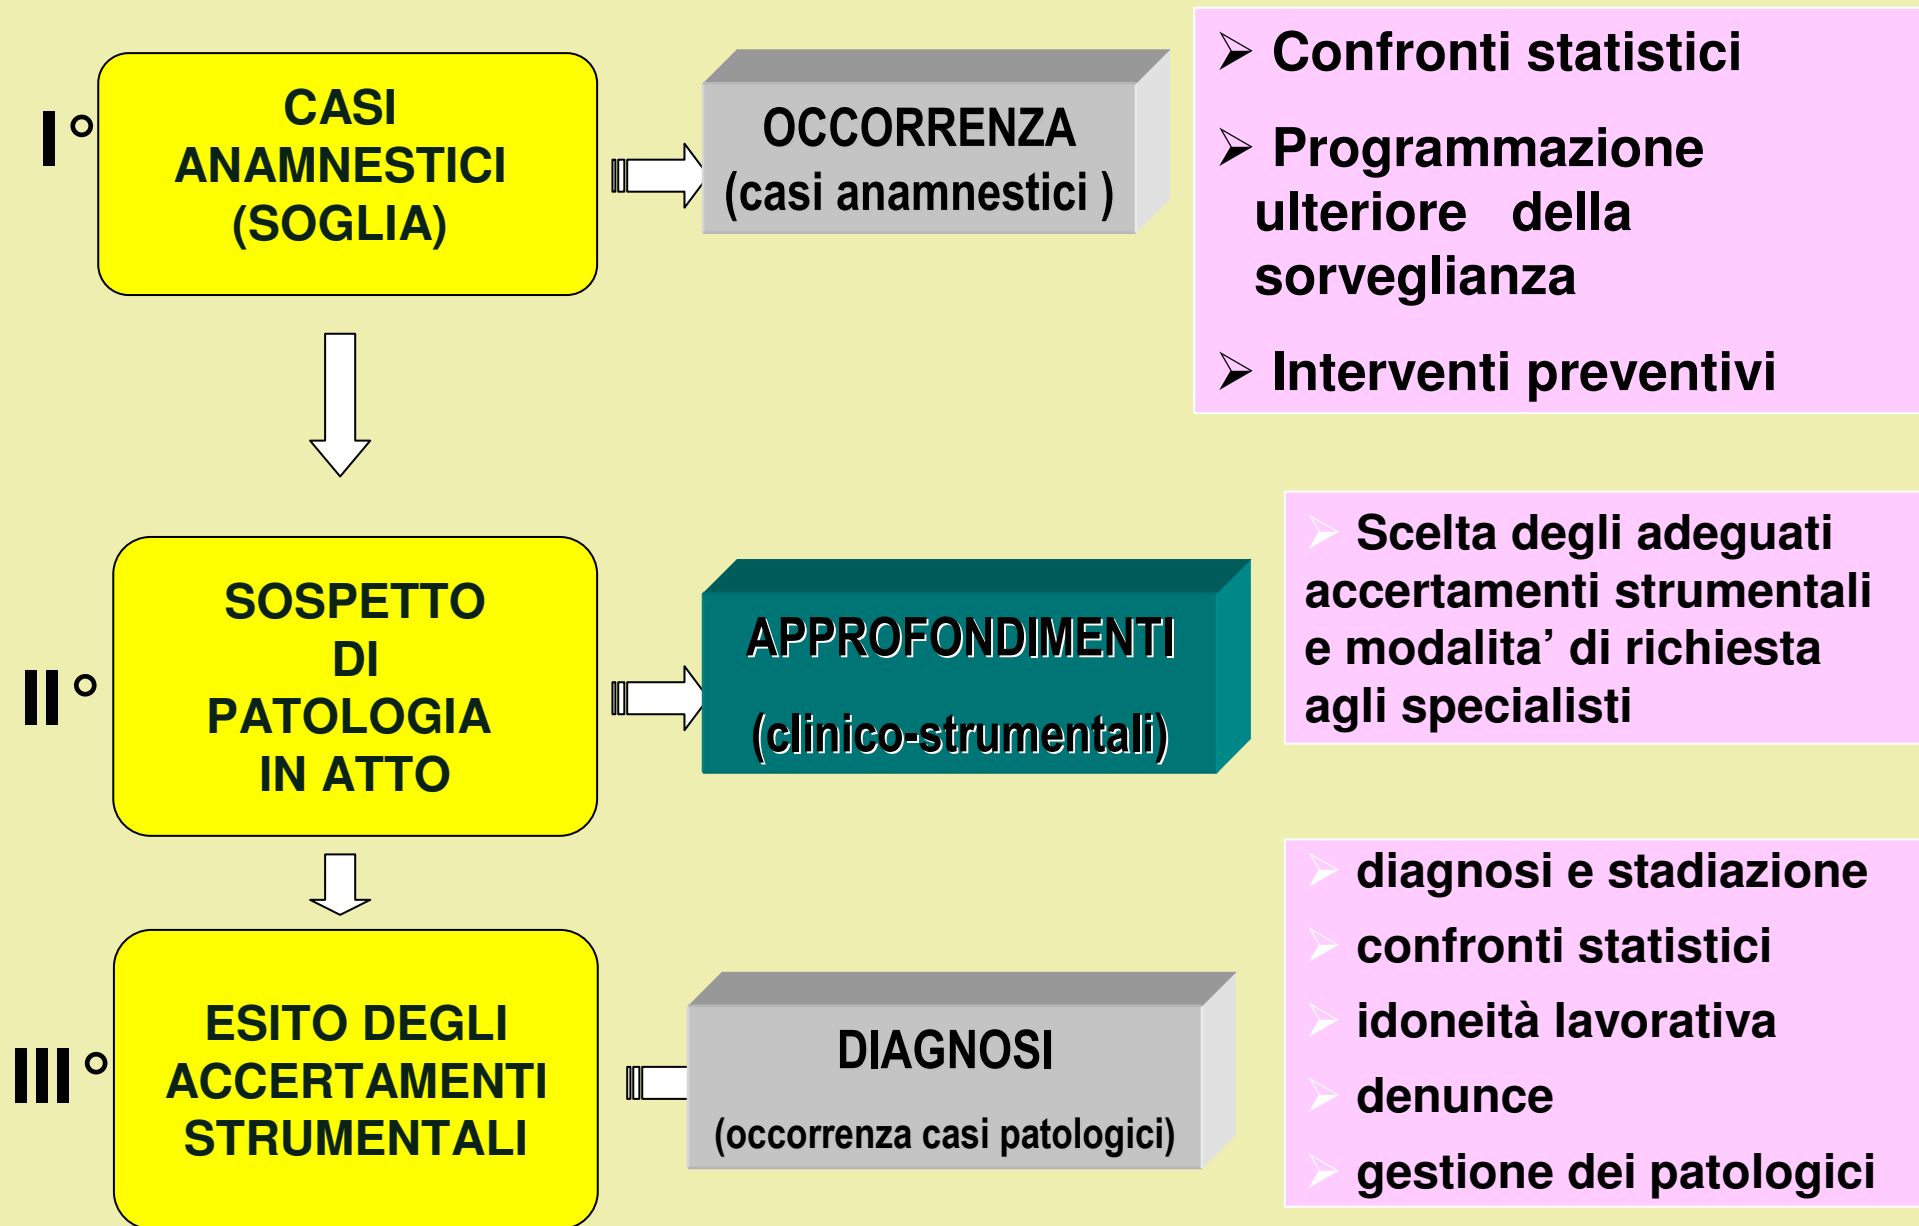 I°
CASI
ANAMNESTICI
(SOGLIA)
OCCORRENZA
(casi anamnestici )
➢ Confronti statistici
➢ Programmazione
ulteriore della
sorveglianza
➢ Interventi preventivi
II°
SOSPETTO
DI
PATOLOGIA
IN ATTO
APPROFONDIMENTI
(clinico-strumentali)
➢ Scelta degli adeguati
accertamenti strumentali
e modalita’ di richiesta
agli specialisti
III°
ESITO DEGLI
ACCERTAMENTI
STRUMENTALI
DIAGNOSI
(occorrenza casi patologici)
➢ diagnosi e stadiazione
➢ confronti statistici
➢ idoneità lavorativa
➢ denunce
➢ gestione dei patologici